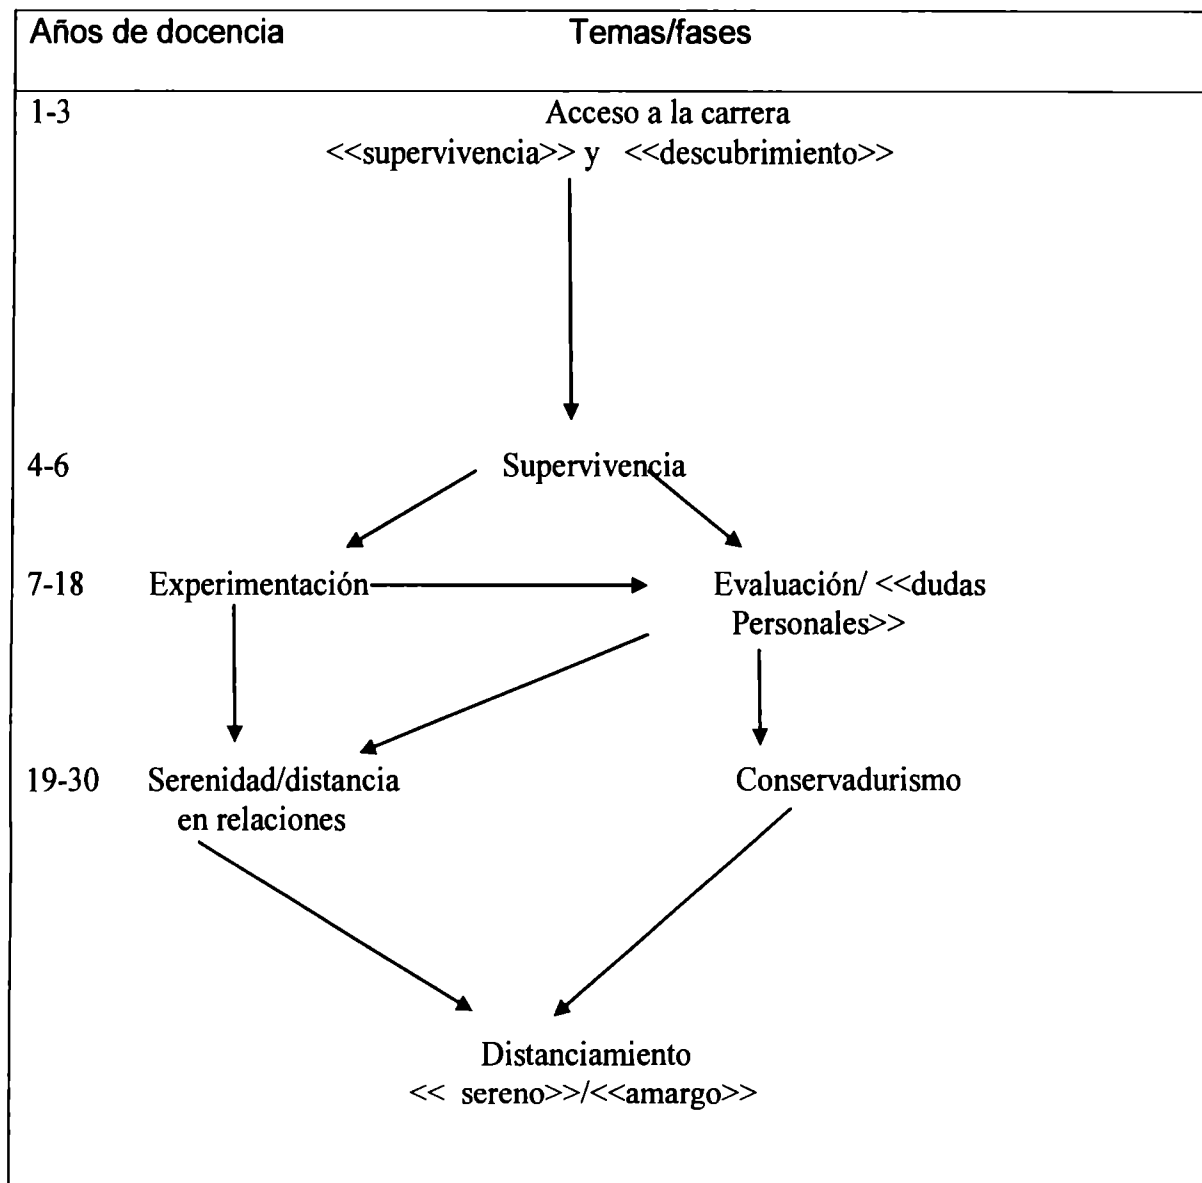 Años de docencia Temas/fases
1-3 Acceso a la carrera
<<supervivencia>> y <<descubrimiento>>
4-6 Supervivencia
7-18 Experimentación Evaluación/ <<dudas
Personales>>
19-30 Serenidad/distancia Conservadurismo
en relaciones
Distanciamiento
<< sereno>>/<<amargo>>